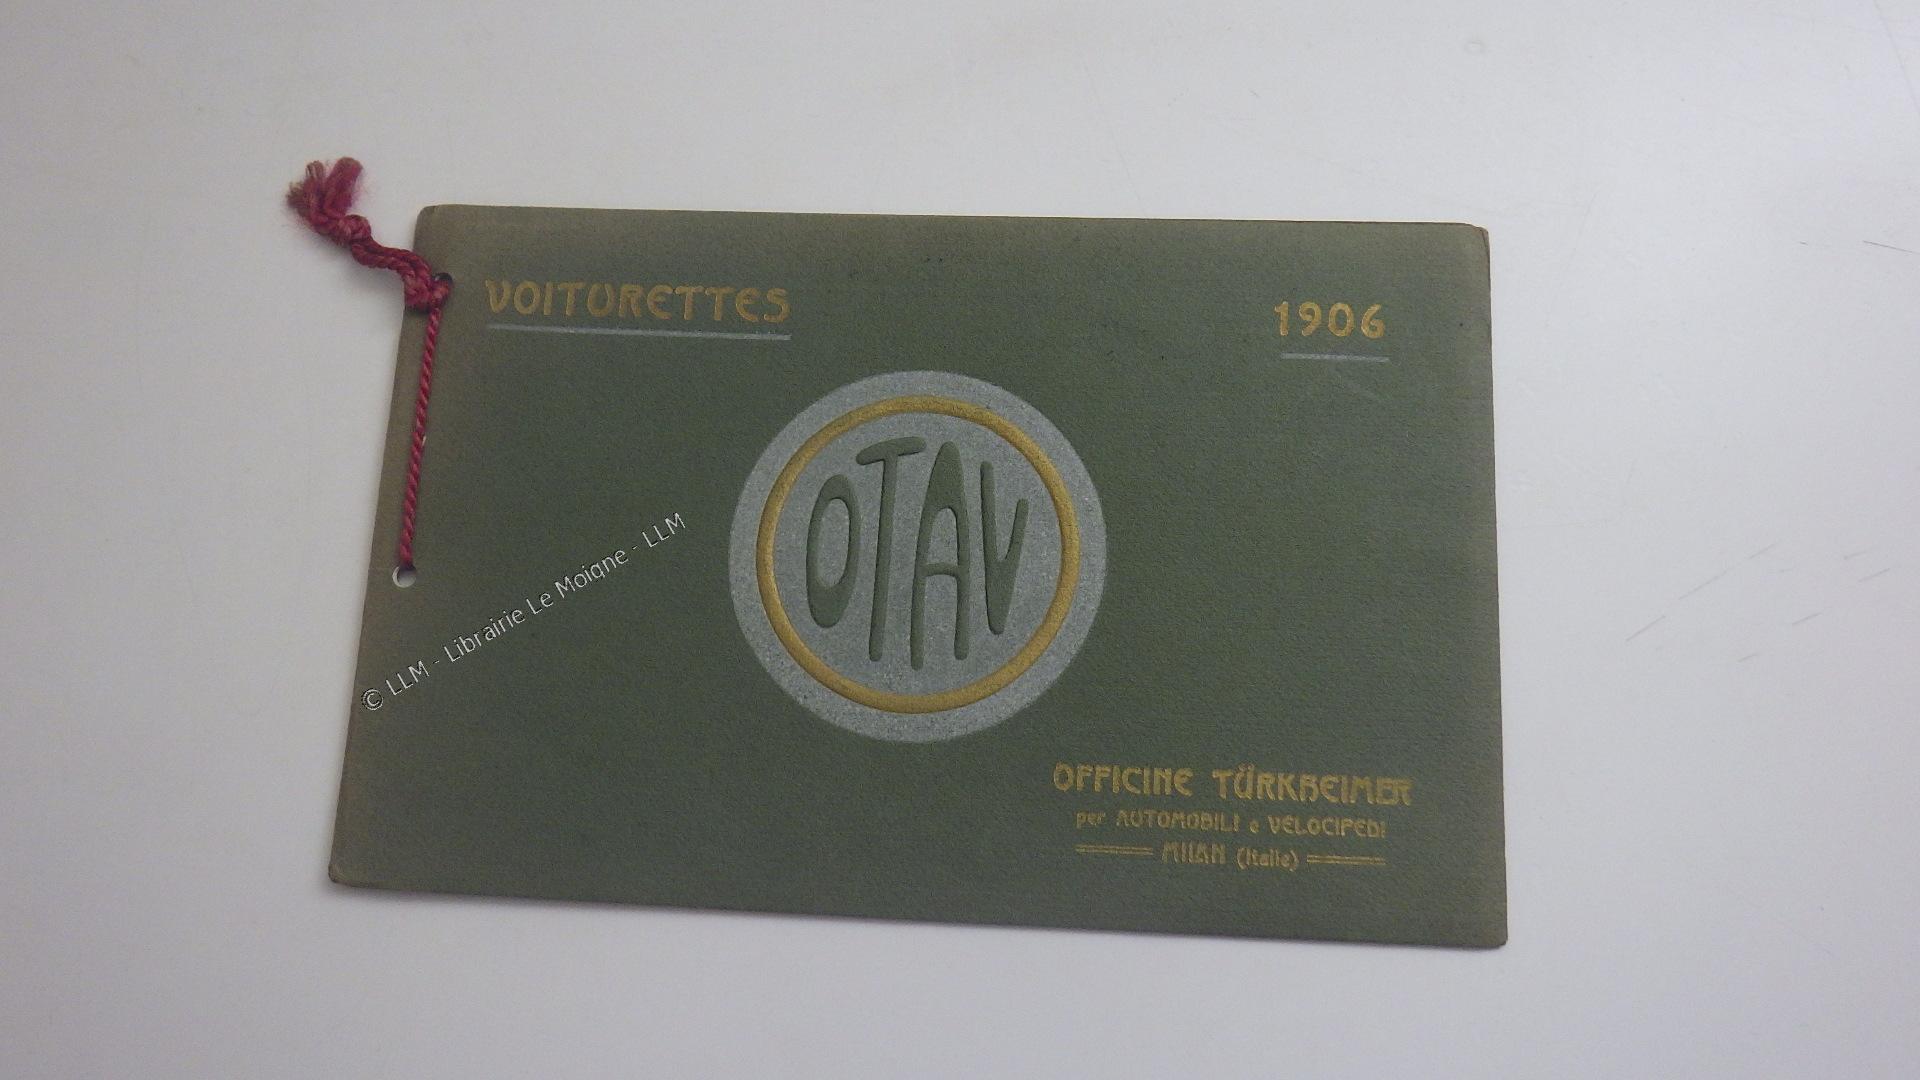 VOITURETTES
1906
OTAV
OFFICINE TÜRKHEIMER
per AUTOMOBILI e VELOCIPEDI
MILAN (Italie)
© LLM - Librairie Le Moigne - LLM